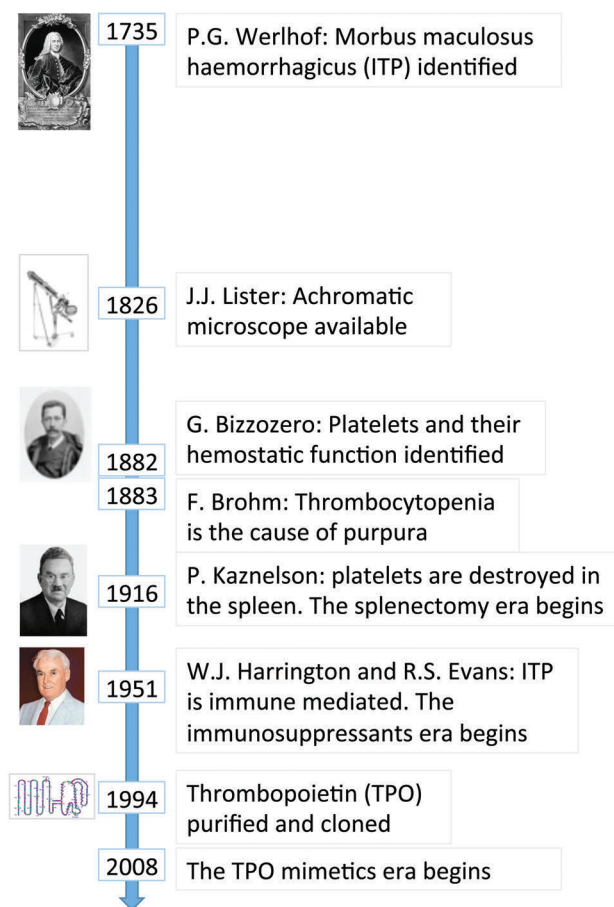 1735
P.G. Werlhof: Morbus maculosus
haemorrhagicus (ITP) identified
1826
J.J. Lister: Achromatic
microscope available
1882
G. Bizzozero: Platelets and their
hemostatic function identified
1883
F. Brohm: Thrombocytopenia
is the cause of purpura
1916
P. Kaznelson: platelets are destroyed in
the spleen. The splenectomy era begins
1951
W.J. Harrington and R.S. Evans: ITP
is immune mediated. The
immunosuppressants era begins
1994
Thrombopoietin (TPO)
purified and cloned
2008
The TPO mimetics era begins